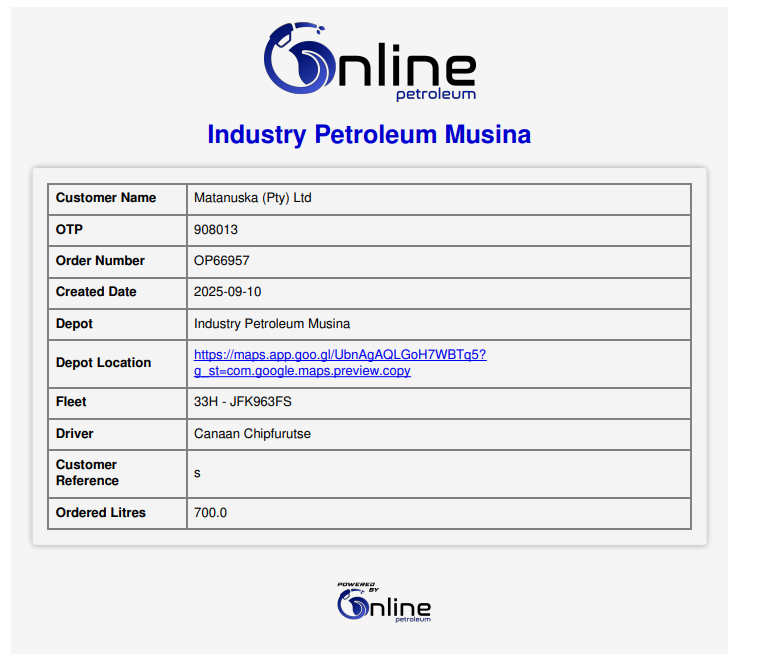 Online
petroleum
Industry Petroleum Musina
Customer Name Matanuska (Pty) Ltd
OTP 908013
Order Number OP66957
Created Date 2025-09-10
Depot Industry Petroleum Musina
Depot Location https://maps.app.goo.gl/UbnAgAQLGoH7WBTq5?
g_st=com.google.maps.preview.copy
Fleet 33H - JFK963FS
Driver Canaan Chipfurutse
Customer
Reference s
Ordered Litres 700.0
POWERED
BY
Online
petroleum